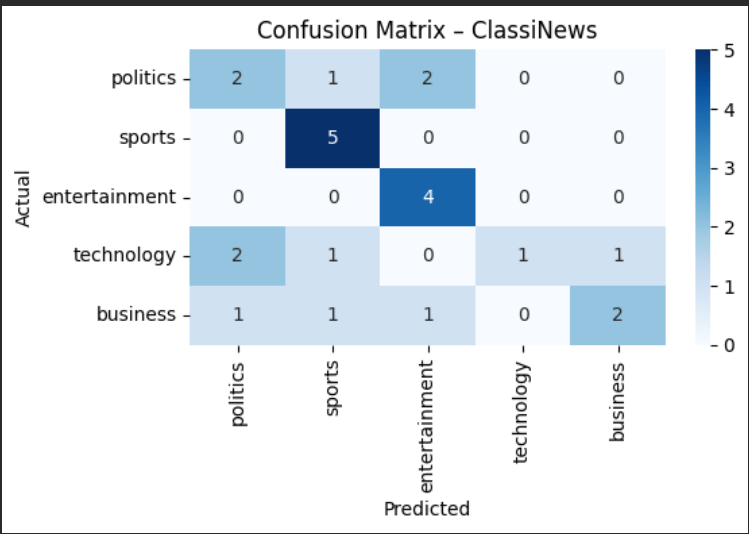 Confusion Matrix – ClassiNews
politics 2 1 2 0 0
sports 0 5 0 0 0
entertainment 0 0 4 0 0
technology 2 1 0 1 1
business 1 1 1 0 2
Actual
politics sports entertainment technology business
Predicted
5
4
3
2
1
0